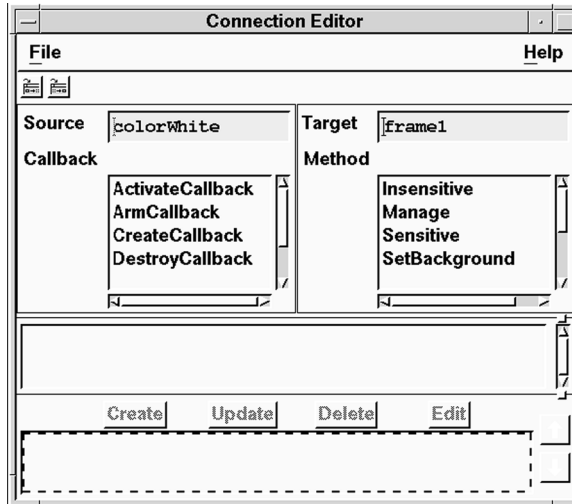 Connection Editor
File Help
Source colorWhite Target frame1
Callback Method
ActivateCallback Insensitive
ArmCallback Manage
CreateCallback Sensitive
DestroyCallback SetBackground
Create Update Delete Edit